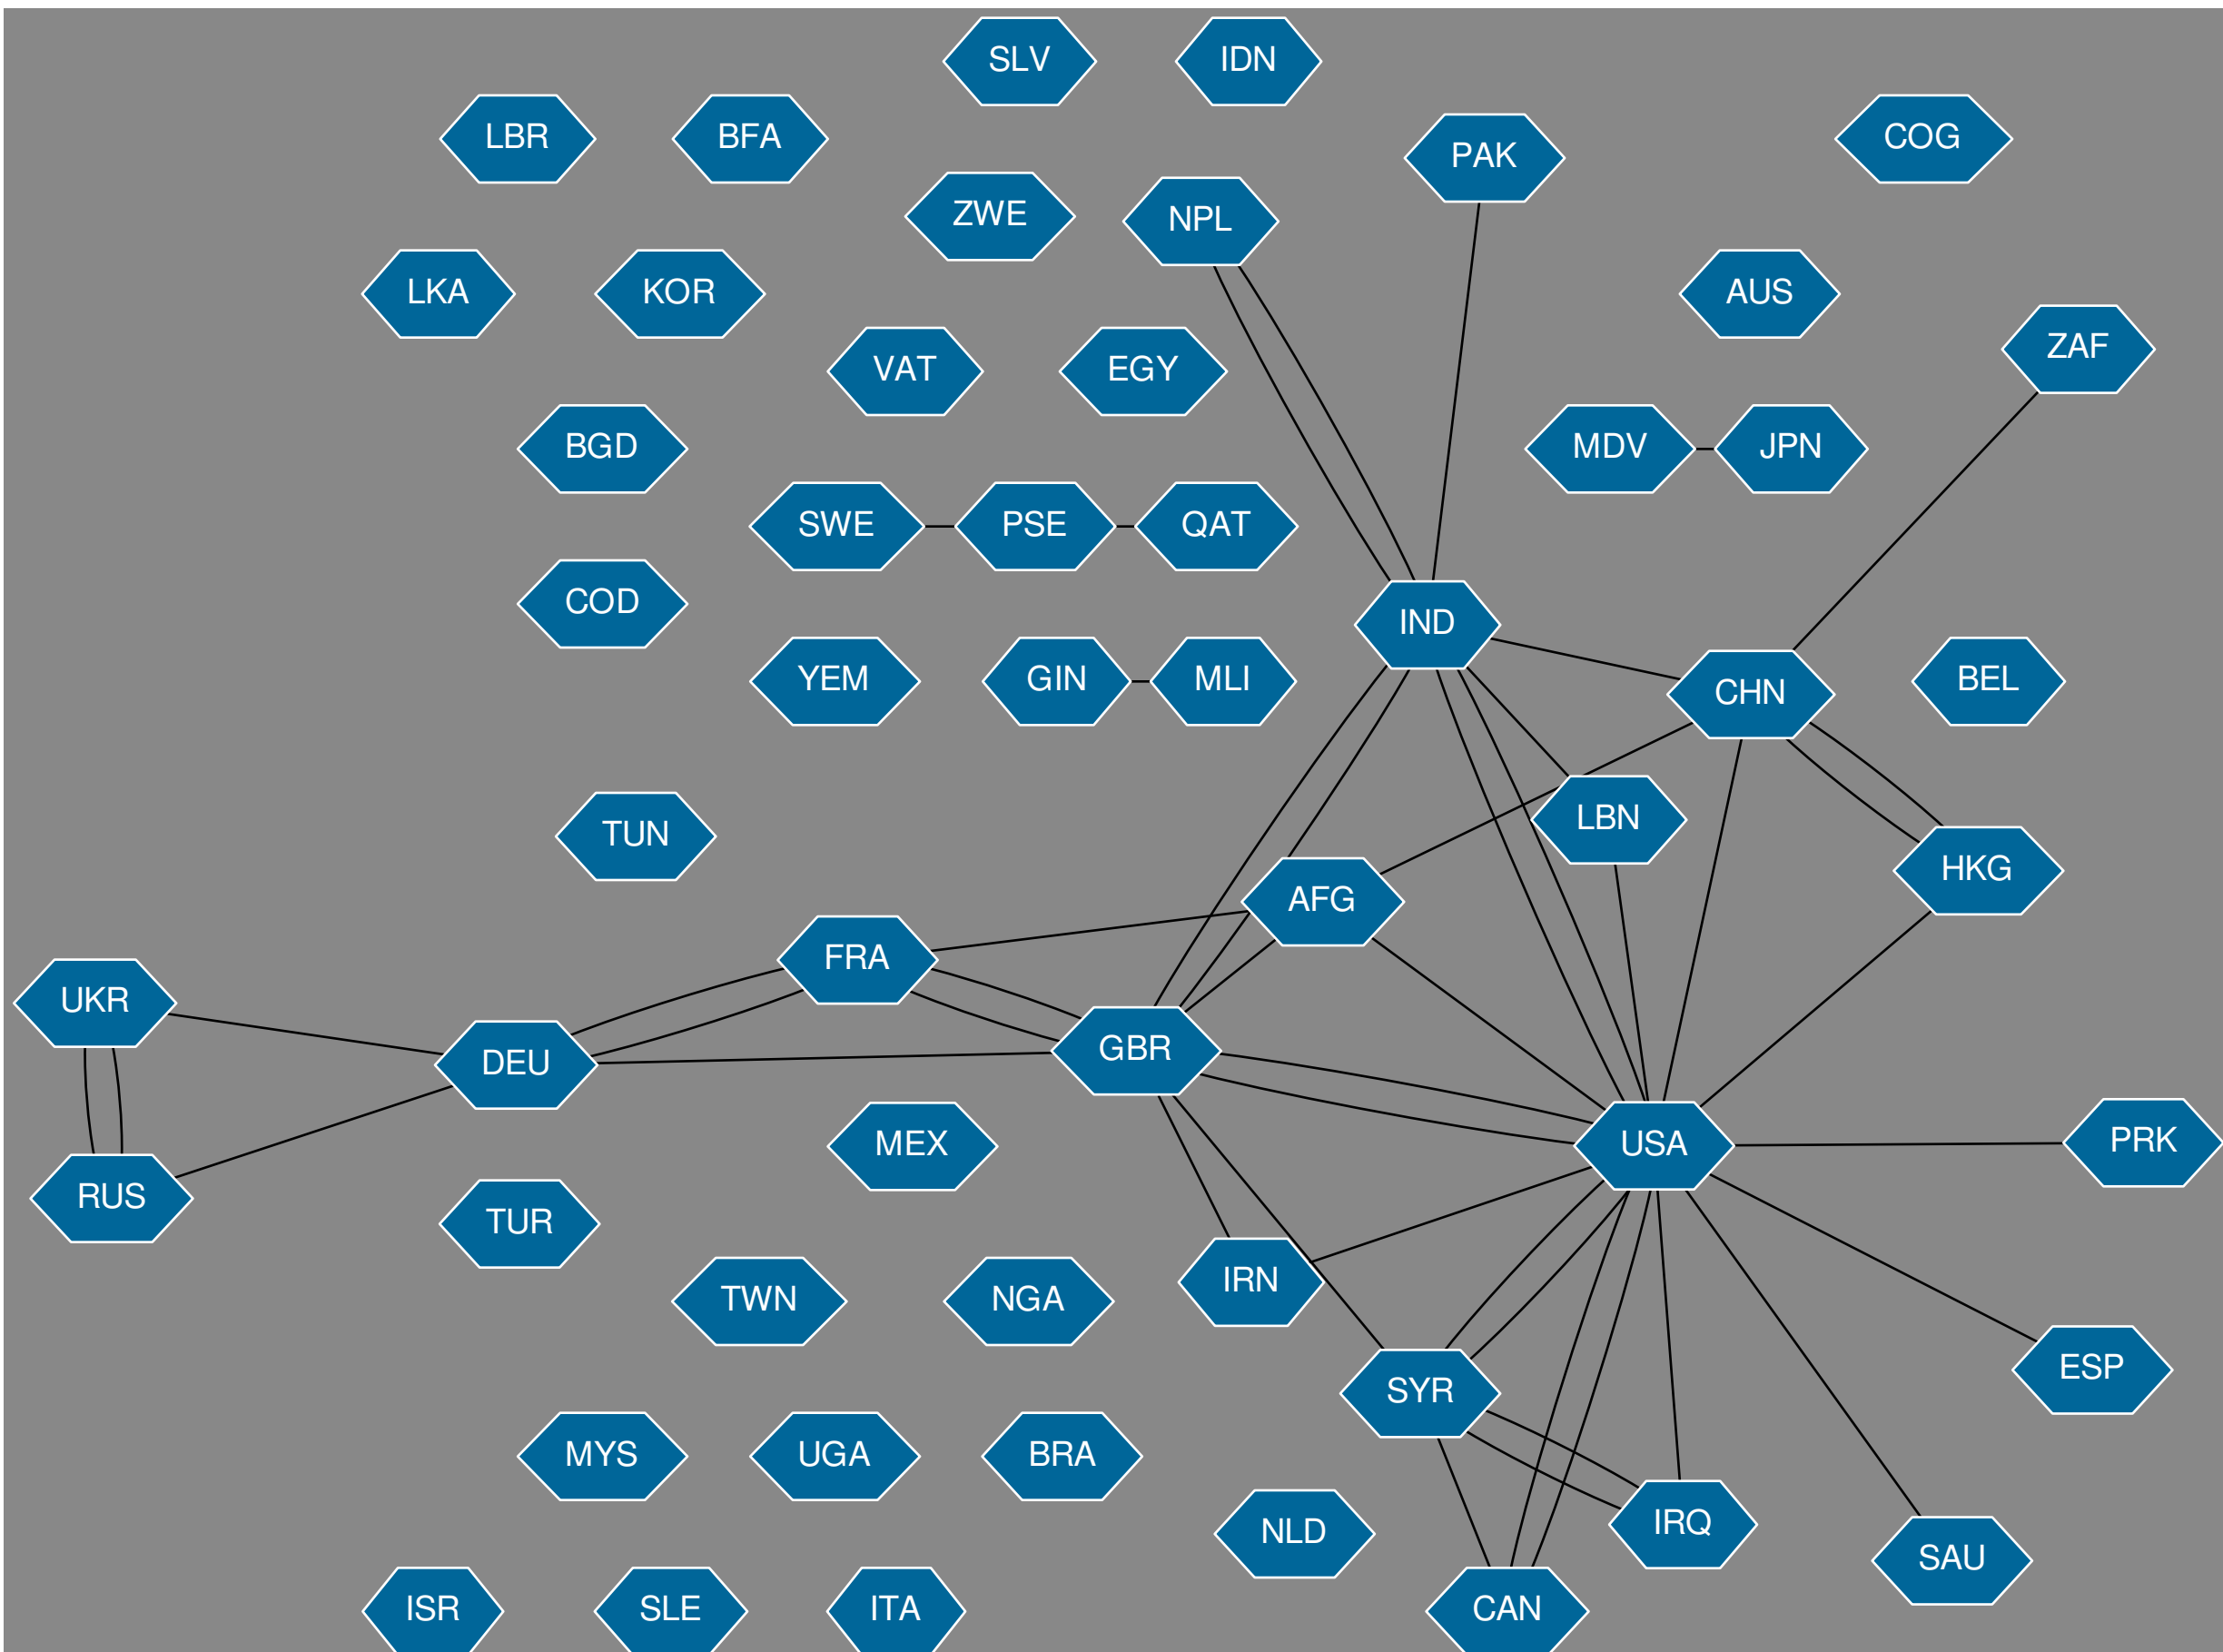 SLV
IDN
LBR
BFA
PAK
COG
ZWE
NPL
LKA
KOR
AUS
ZAF
VAT
EGY
BGD
MDV
JPN
SWE
PSE
QAT
COD
IND
YEM
GIN
MLI
CHN
BEL
TUN
LBN
HKG
AFG
FRA
UKR
DEU
GBR
MEX
USA
PRK
RUS
TUR
TWN
NGA
IRN
SYR
ESP
MYS
UGA
BRA
NLD
IRQ
SAU
ISR
SLE
ITA
CAN